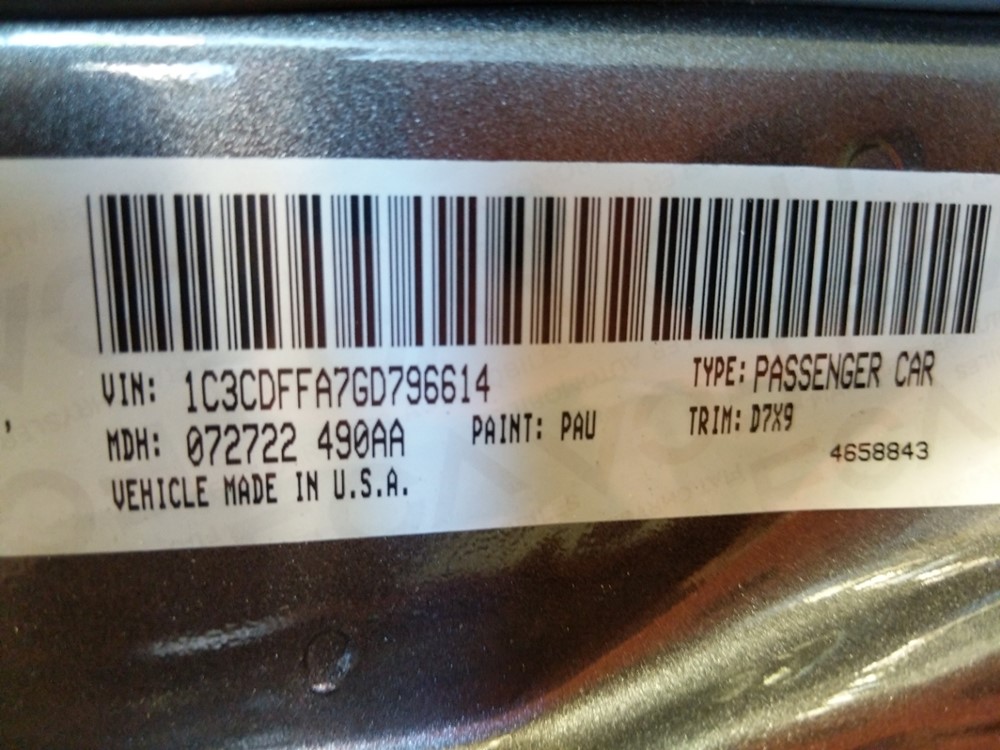 VIN: 1C3CDFFA7GD796614
TYPE: PASSENGER CAR
MDH: 072722 490AA
PAINT: PAU
TRIM: D7X9
4658843
VEHICLE MADE IN U.S.A.